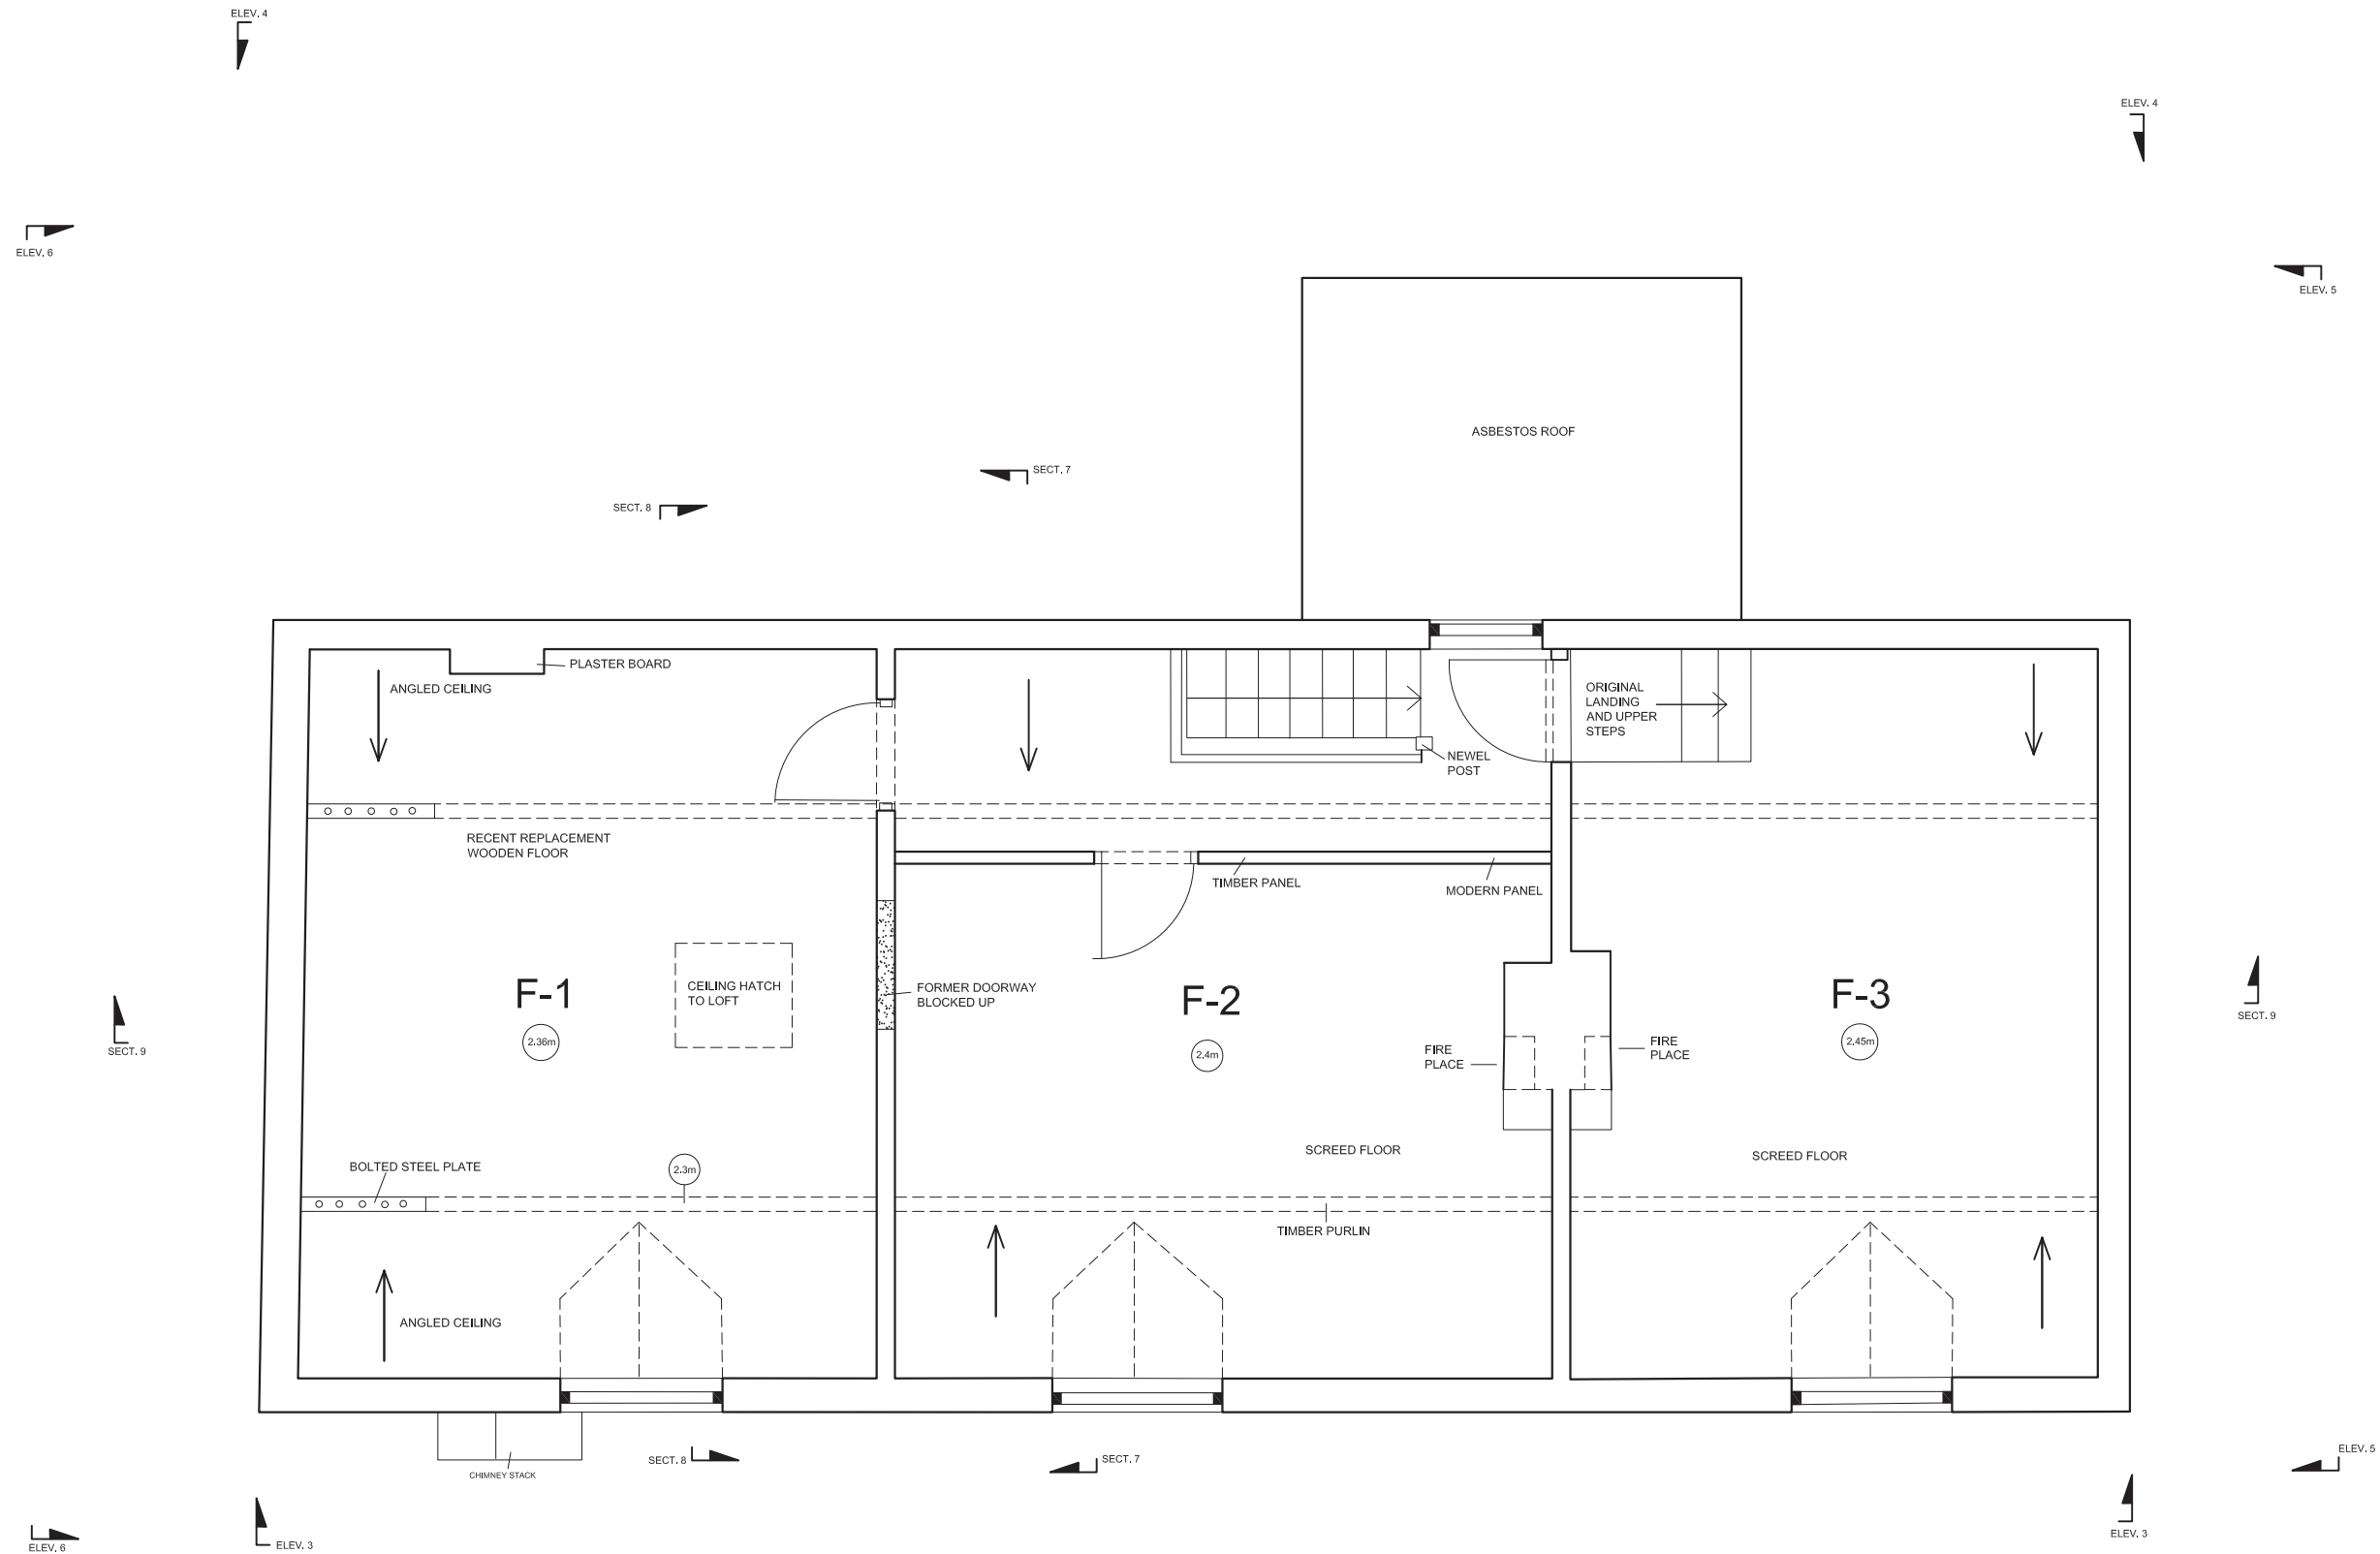 ELEV. 4
ELEV. 4
ELEV. 6
ELEV. 5
ASBESTOS ROOF
SECT. 7
SECT. 8
PLASTER BOARD
ANGLED CEILING
ORIGINAL
LANDING
AND UPPER
STEPS
NEWEL
POST
RECENT REPLACEMENT
WOODEN FLOOR
TIMBER PANEL
MODERN PANEL
CEILING HATCH
TO LOFT
FORMER DOORWAY
BLOCKED UP
F-1
2.36m
F-2
2.4m
F-3
2.45m
SECT. 9
SECT. 9
FIRE
PLACE
FIRE
PLACE
SCREED FLOOR
SCREED FLOOR
BOLTED STEEL PLATE
2.3m
TIMBER PURLIN
ANGLED CEILING
CHIMNEY STACK
SECT. 8
SECT. 7
ELEV. 5
ELEV. 6
ELEV. 3
ELEV. 3